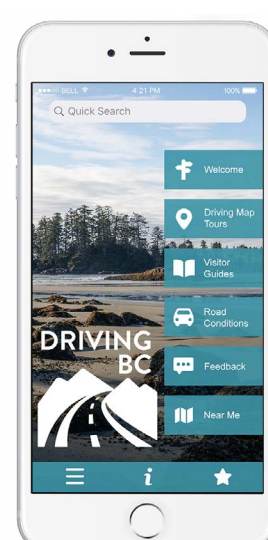 BELL 4:21 PM 100%
Quick Search
Welcome
Driving Map
Tours
Visitor
Guides
Road
Conditions
DRIVING
BC
Feedback
Near Me
i